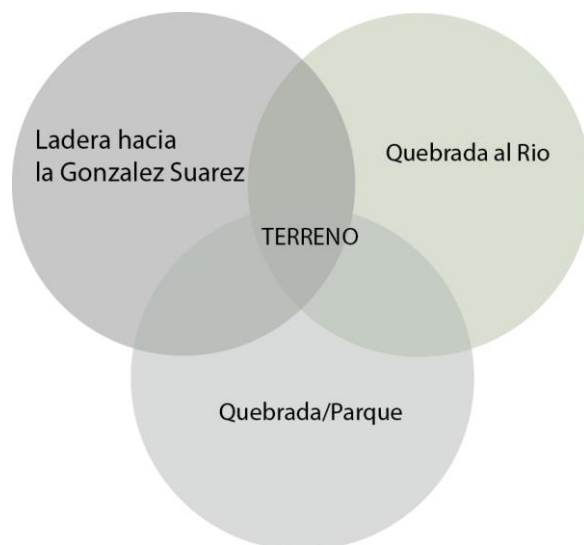 Ladera hacia
la Gonzalez Suarez
Quebrada al Rio
TERRENO
Quebrada/Parque